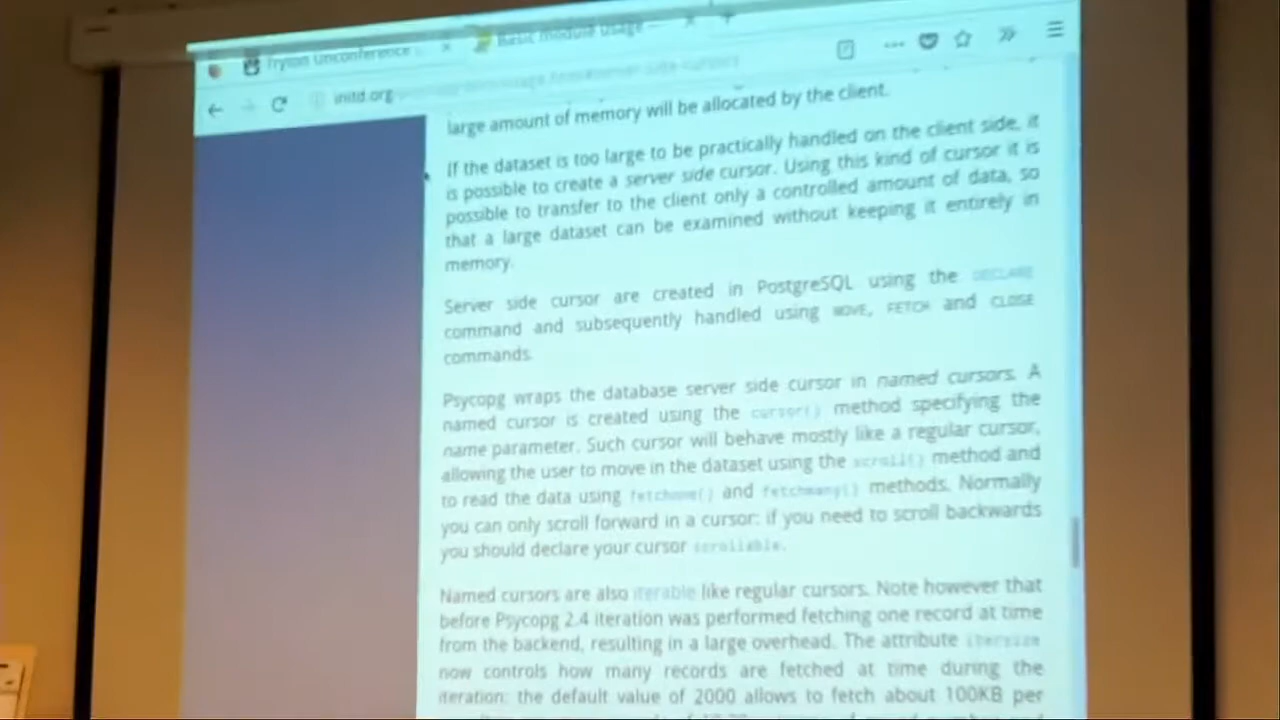 Tryton Unconference
Basic module usage —
initd.org
large amount of memory will be allocated by the client.
If the dataset is too large to be practically handled on the client side, it
is possible to create a server side cursor. Using this kind of cursor it is
possible to transfer to the client only a controlled amount of data, so
that a large dataset can be examined without keeping it entirely in
memory.
Server side cursor are created in PostgreSQL using the DECLARE
command and subsequently handled using MOVE, FETCH and CLOSE
commands.
Psycopg wraps the database server side cursor in named cursors. A
named cursor is created using the cursor() method specifying the
name parameter. Such cursor will behave mostly like a regular cursor,
allowing the user to move in the dataset using the scroll() method and
to read the data using fetchone() and fetchmany() methods. Normally
you can only scroll forward in a cursor: if you need to scroll backwards
you should declare your cursor scrollable.
Named cursors are also iterable like regular cursors. Note however that
before Psycopg 2.4 iteration was performed fetching one record at time
from the backend, resulting in a large overhead. The attribute itersize
now controls how many records are fetched at time during the
iteration: the default value of 2000 allows to fetch about 100KB per